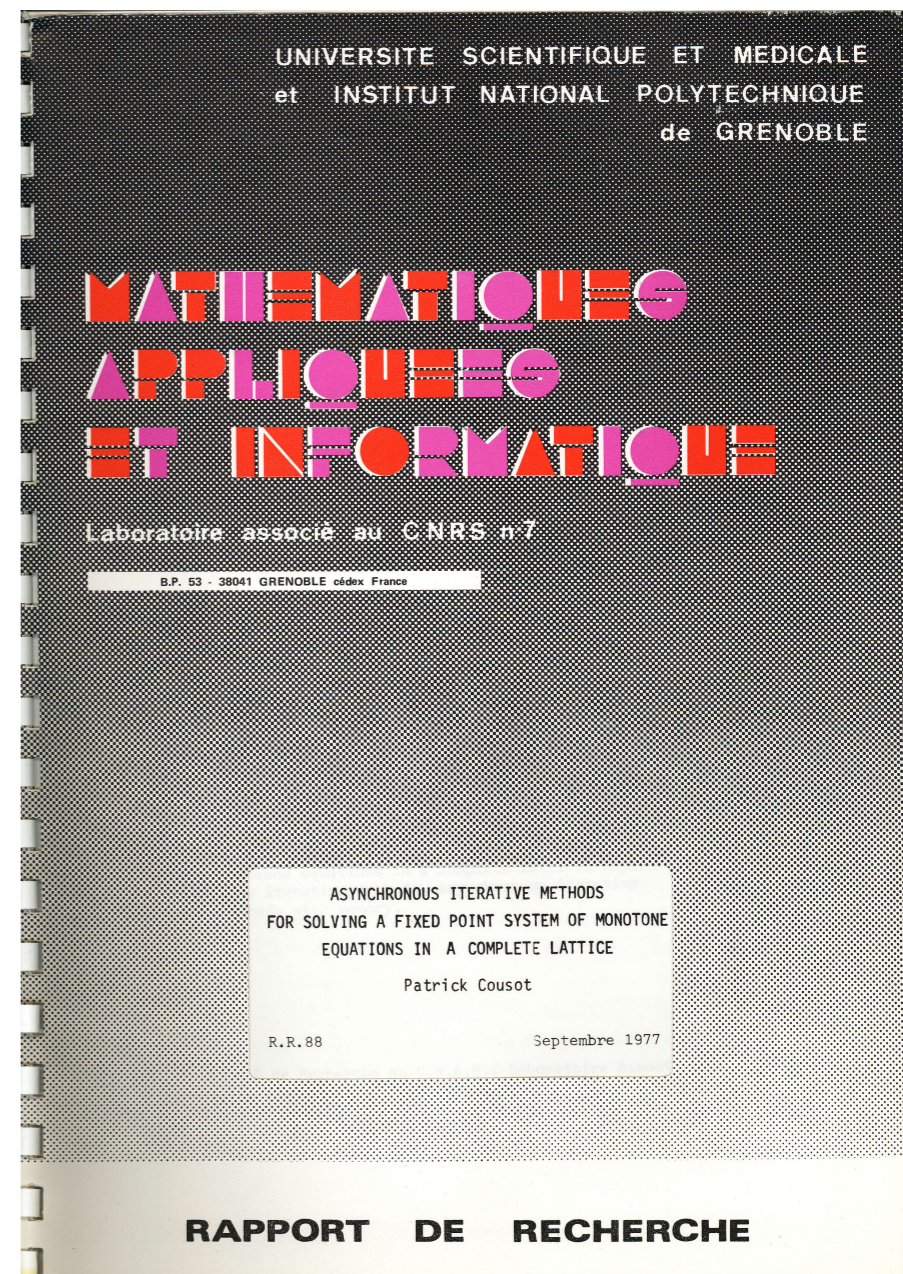 UNIVERSITE SCIENTIFIQUE ET MEDICALE
et INSTITUT NATIONAL POLYTECHNIQUE
de GRENOBLE
MATHEMATIQUES
APPLIQUEES
ET INFORMATIQUE
Laboratoire associé au CNRS n°7
B.P. 53 - 38041 GRENOBLE cédex France
ASYNCHRONOUS ITERATIVE METHODS
FOR SOLVING A FIXED POINT SYSTEM OF MONOTONE
EQUATIONS IN A COMPLETE LATTICE
Patrick Cousot
R.R.88 Septembre 1977
RAPPORT DE RECHERCHE